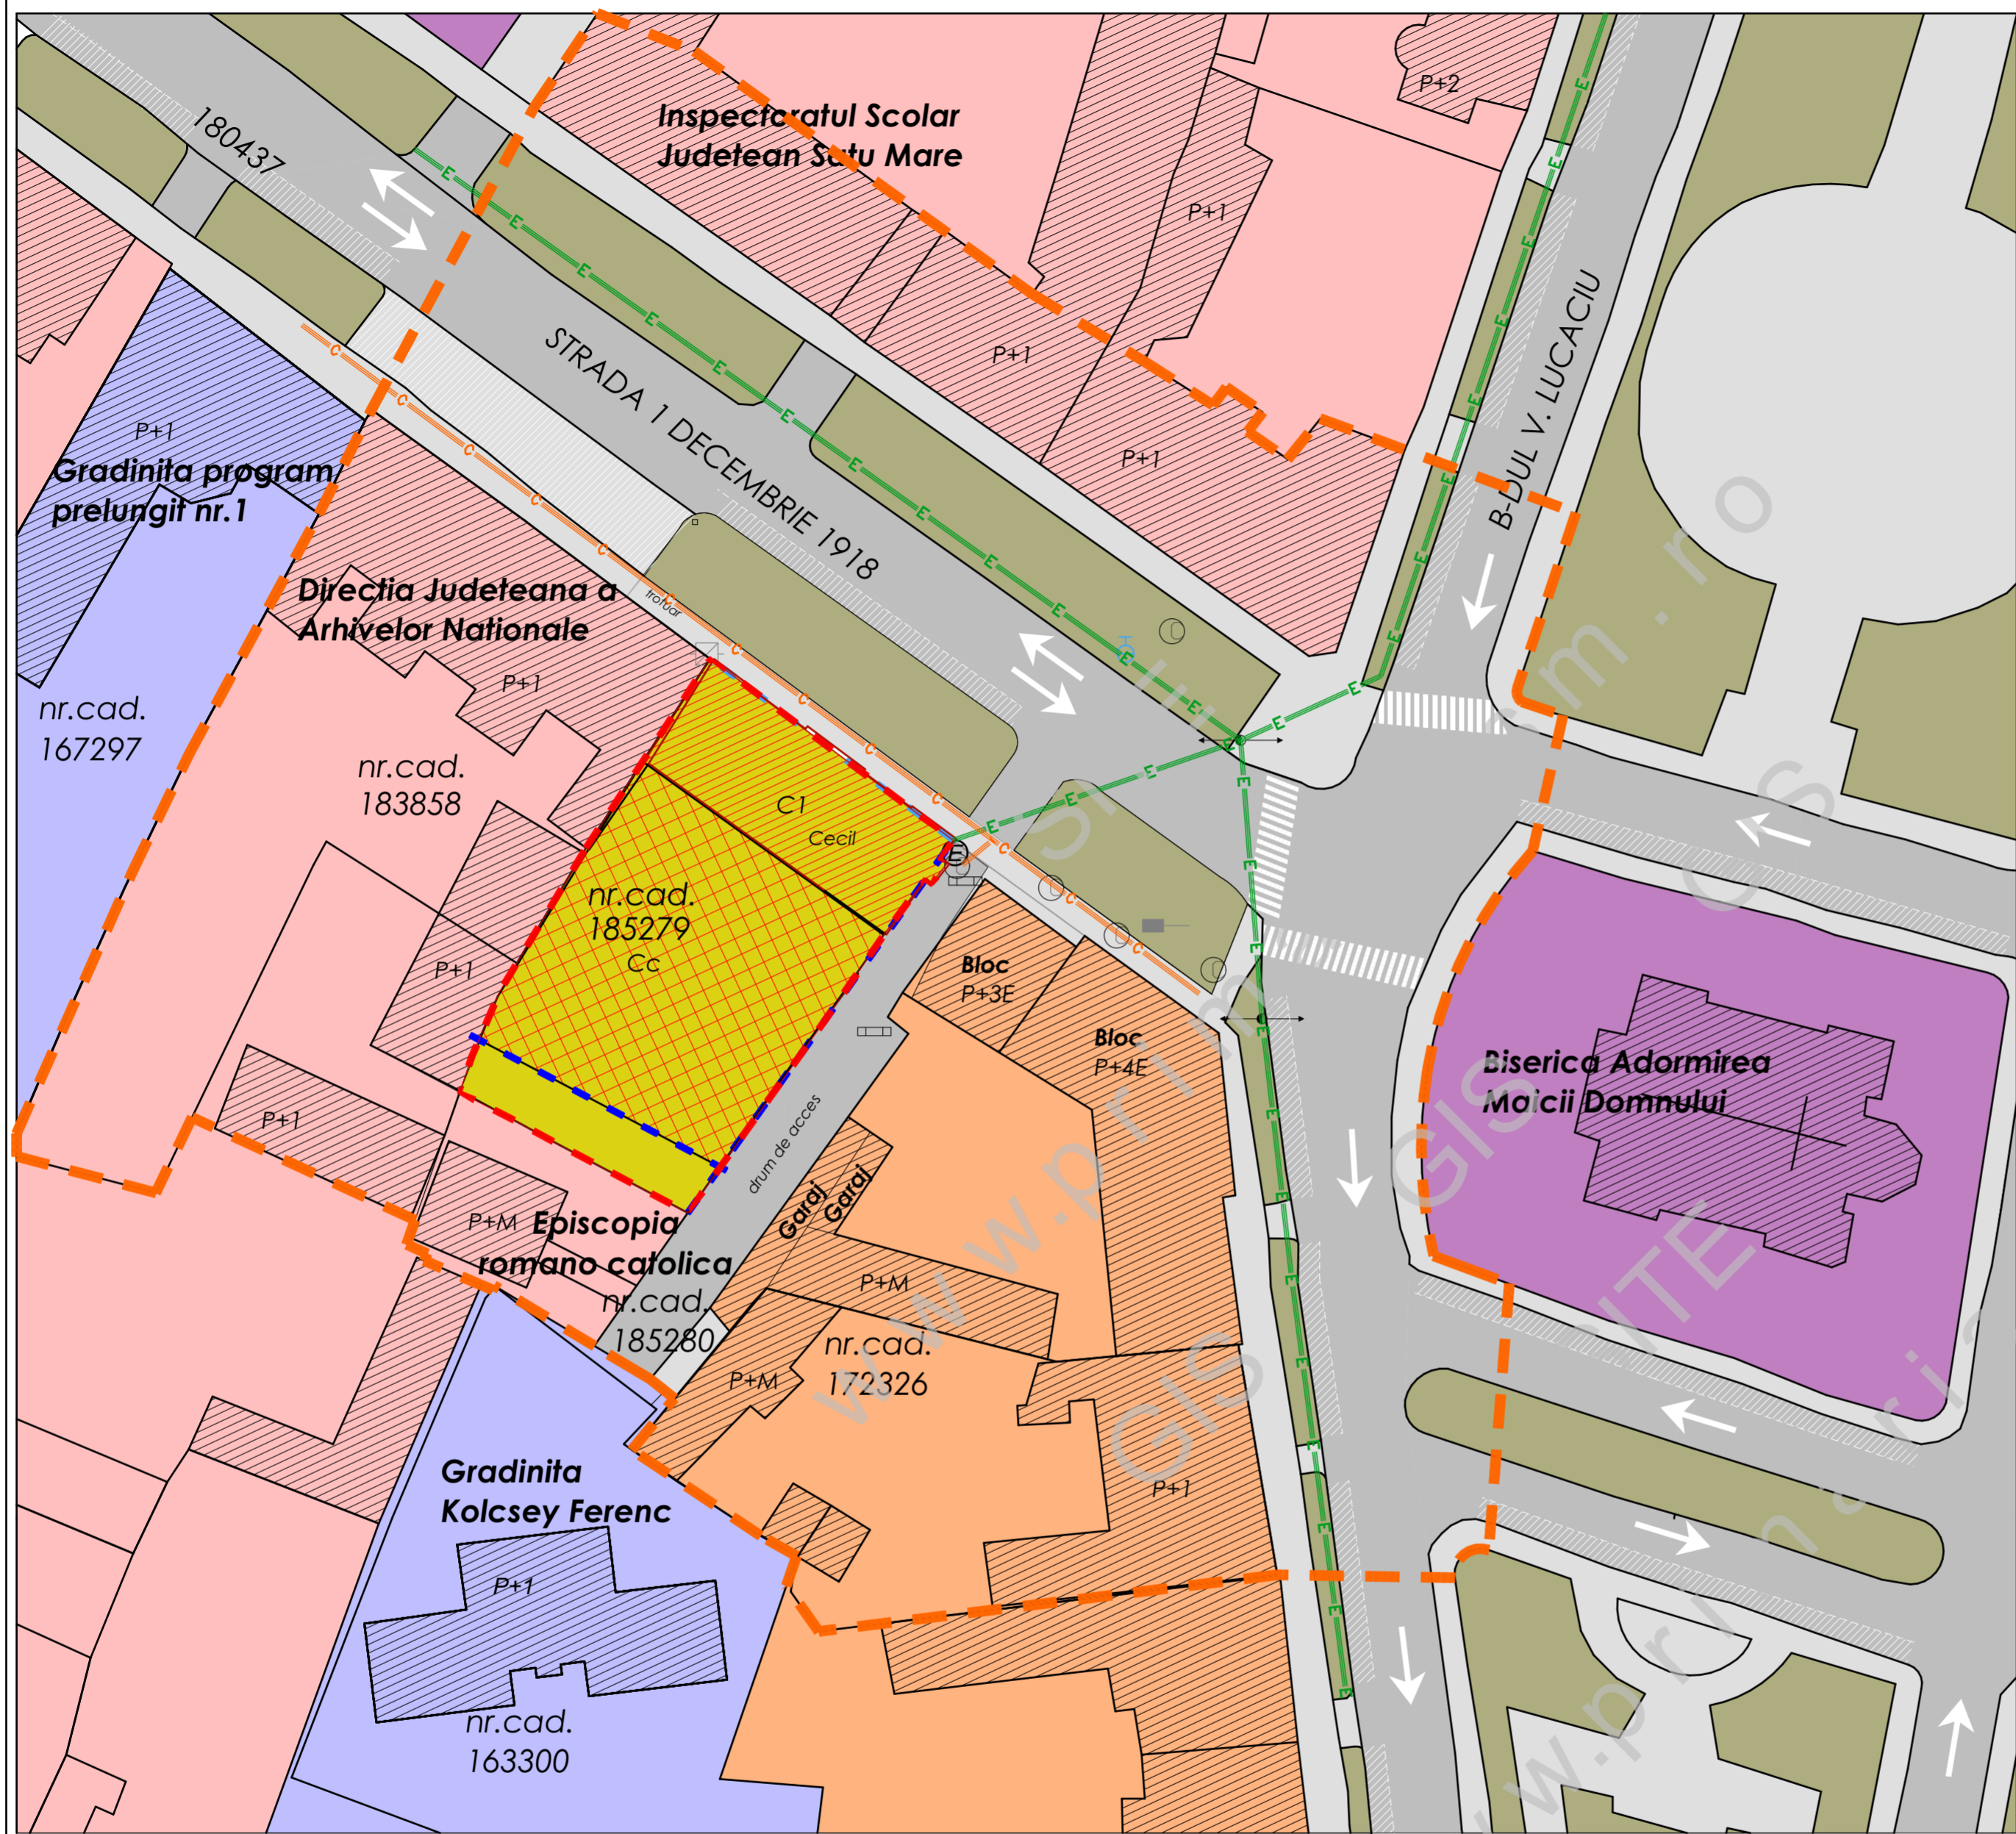 P+2
Inspectoratul Scolar
Judetean Satu Mare
180437
P+1
STRADA 1 DECEMBRIE 1918
B-DUL V. LUCACIU
P+1
P+1
P+1
Gradinita program
prelungit nr.1
Directia Judeteana a
Arhivelor Nationale
trotuar
P+1
nr.cad.
167297
nr.cad.
183858
C1
Cecil
nr.cad.
185279
Cc
E
P+1
Bloc
P+3E
Bloc
P+4E
Biserica Adormirea
Maicii Domnului
P+1
drum de acces
Garaj
Garaj
P+M
Episcopia
romano catolica
nr.cad.
185280
P+M
P+M
nr.cad.
172326
Gradinita
Kolcsey Ferenc
P+1
P+1
nr.cad.
163300
GIS
GIS